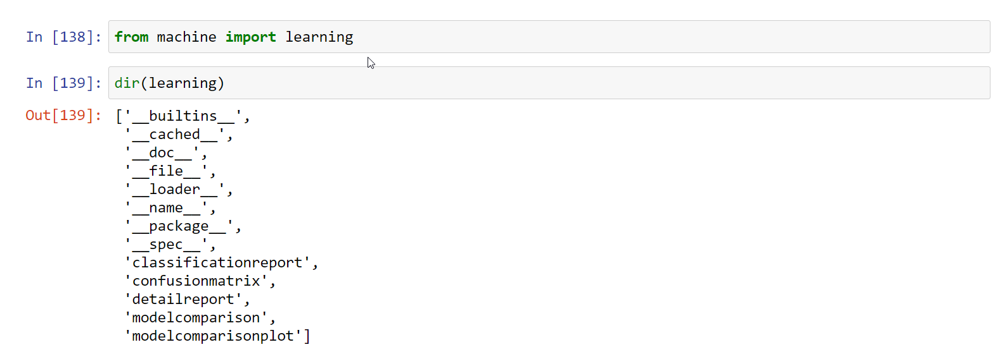 In [138]: from machine import learning
In [139]: dir(learning)
Out[139]: ['__builtins__',
'__cached__',
'__doc__',
'__file__',
'__loader__',
'__name__',
'__package__',
'__spec__',
'classificationreport',
'confusionmatrix',
'detailreport',
'modelcomparison',
'modelcomparisonplot']